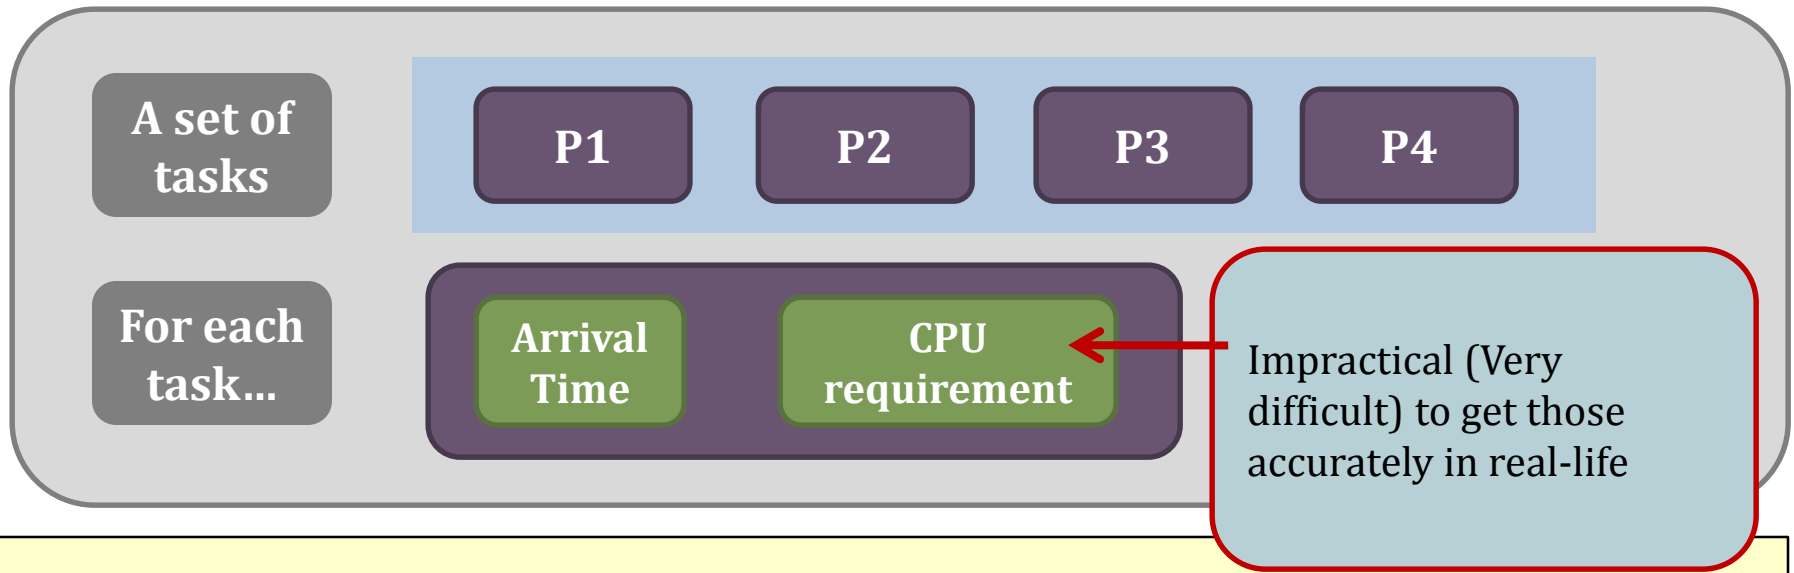 A set of
tasks
P1
P2
P3
P4
For each
task...
Arrival
Time
CPU
requirement
Impractical (Very
difficult) to get those
accurately in real-life